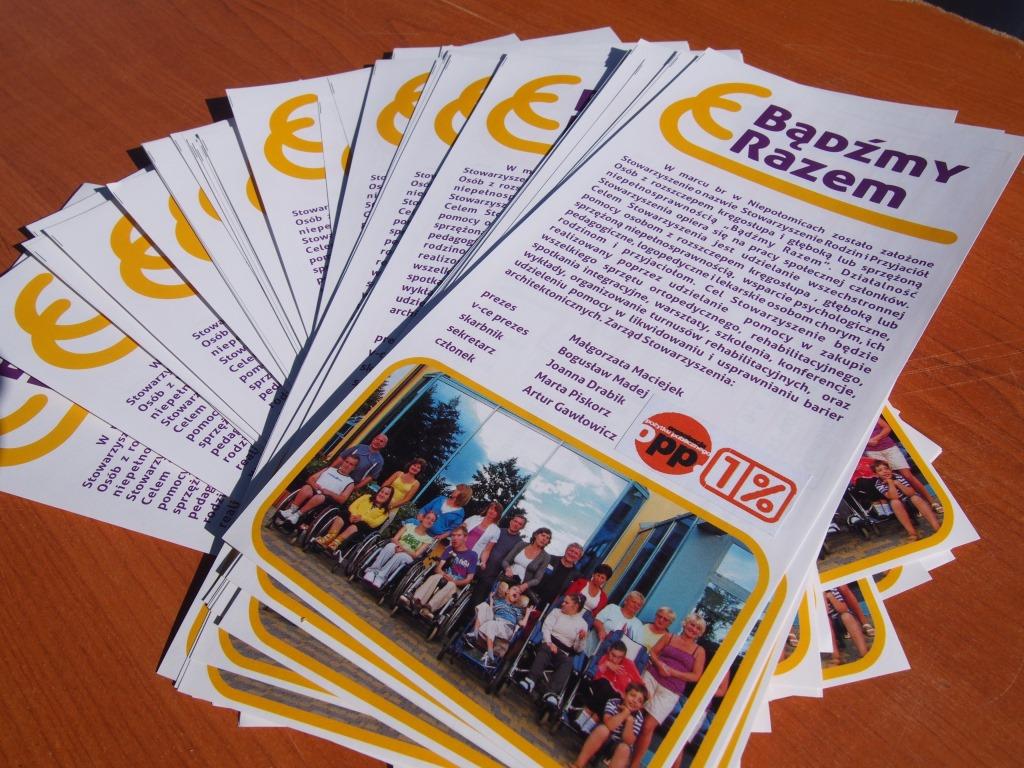 Bądźmy
Razem
W marcu br w Niepołomicach zostało założone
Stowarzyszenie o nazwie Stowarzyszenie Rodzin i Przyjaciół
Osób z rozszczepem kręgosłupa i głęboką lub sprzężoną
niepełnosprawnością „Bądźmy Razem". Działalność
Stowarzyszenia opiera się na pracy społecznej członków.
Celem Stowarzyszenia jest udzielanie wszechstronnej
pomocy osobom z rozszczepem kręgosłupa, głęboką lub
sprzężoną niepełnosprawnością, wsparcie psychologiczne,
pedagogiczne, logopedyczne i lekarskie osobom chorym, ich
rodzinom i przyjaciołom. Cel Stowarzyszenie będzie
realizowany poprzez udzielanie pomocy w zakupie
wszelkiego sprzętu ortopedycznego, rehabilitacyjnego,
spotkania integracyjne, warsztaty, szkolenia, konferencje,
wykłady, organizowanie turnusów rehabilitacyjnych, oraz
udzieleniu pomocy w likwidowaniu i usprawnianiu barier
architektonicznych. Zarząd Stowarzyszenia:
prezes Małgorzata Maciejek
v-ce prezes Bogusław Madej
skarbnik Joanna Drabik
sekretarz Marta Piskorz
członek Artur Gawłowicz
opp
1%